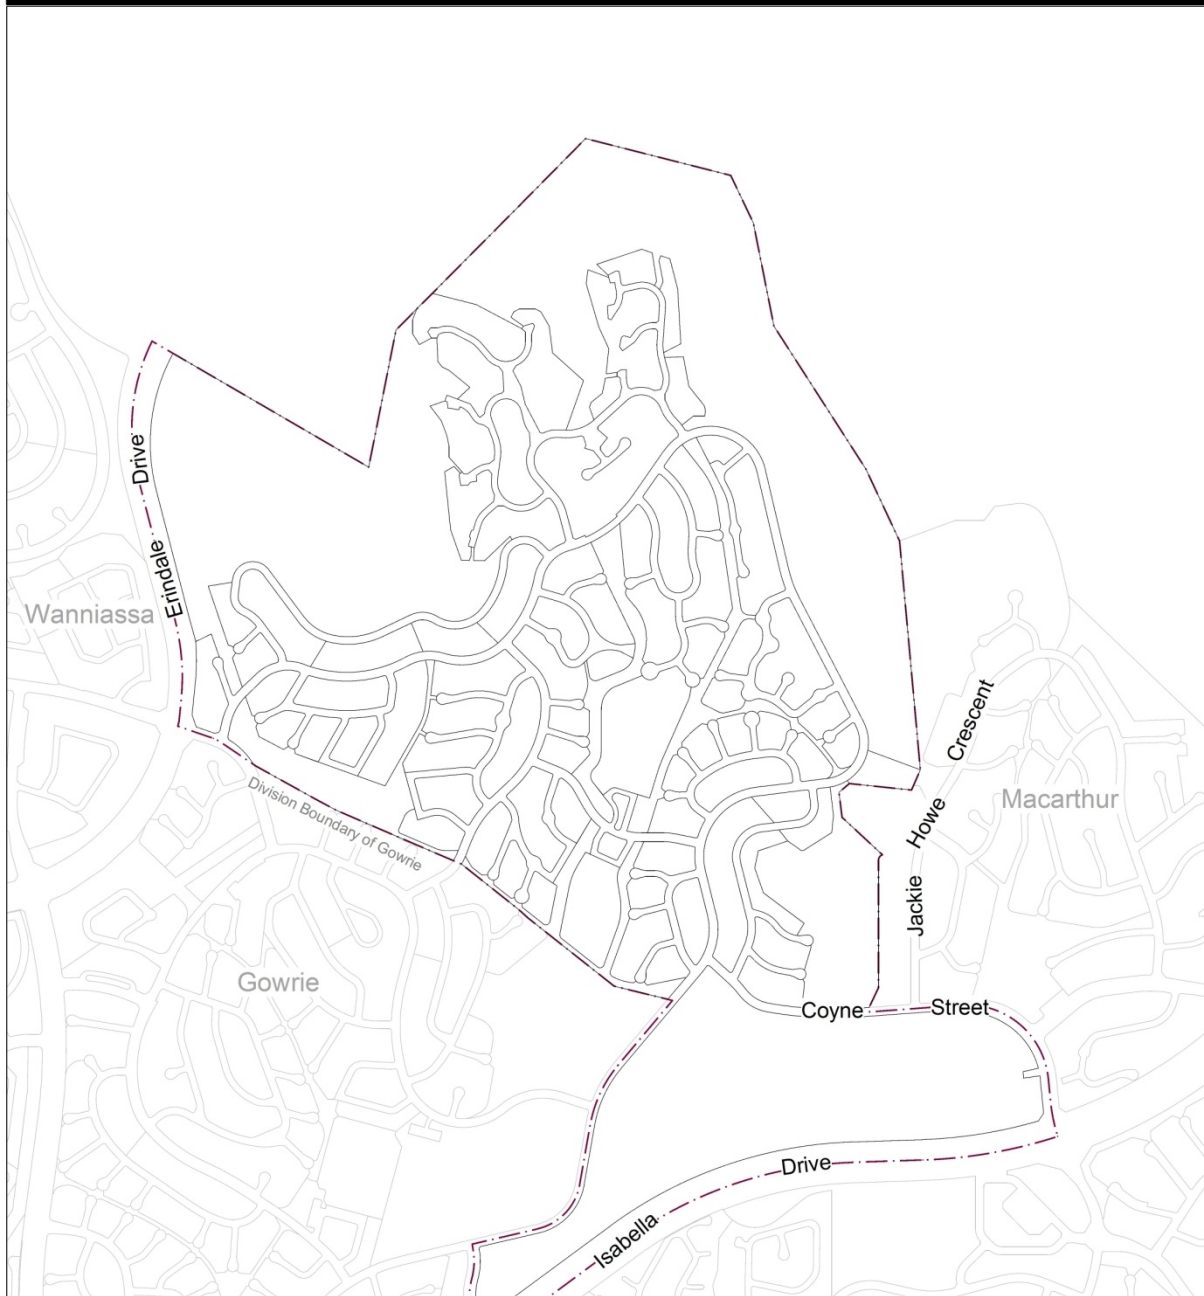 Erindale Drive
Wanniassa
Jackie Howe Crescent
Macarthur
Division Boundary of Gowrie
Gowrie
Coyne Street
Isabella Drive